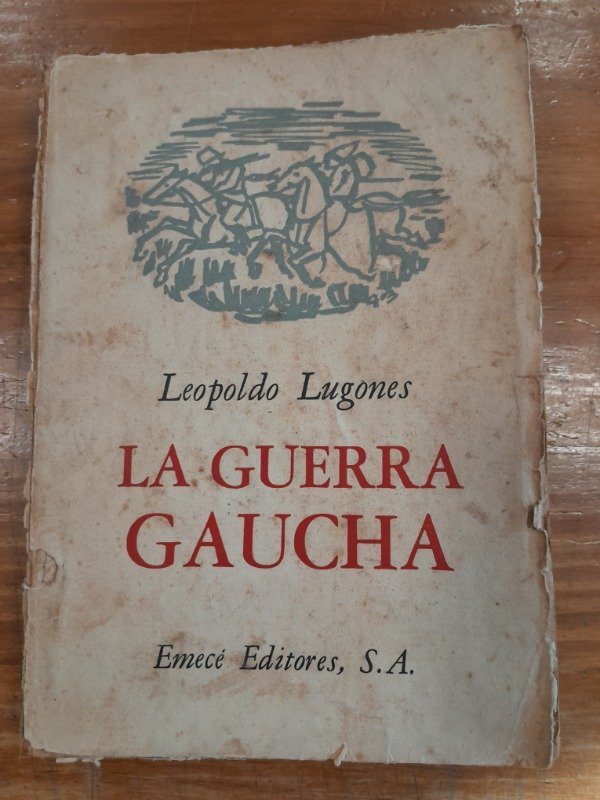 Leopoldo Lugones
LA GUERRA
GAUCHA
Emecé Editores, S.A.